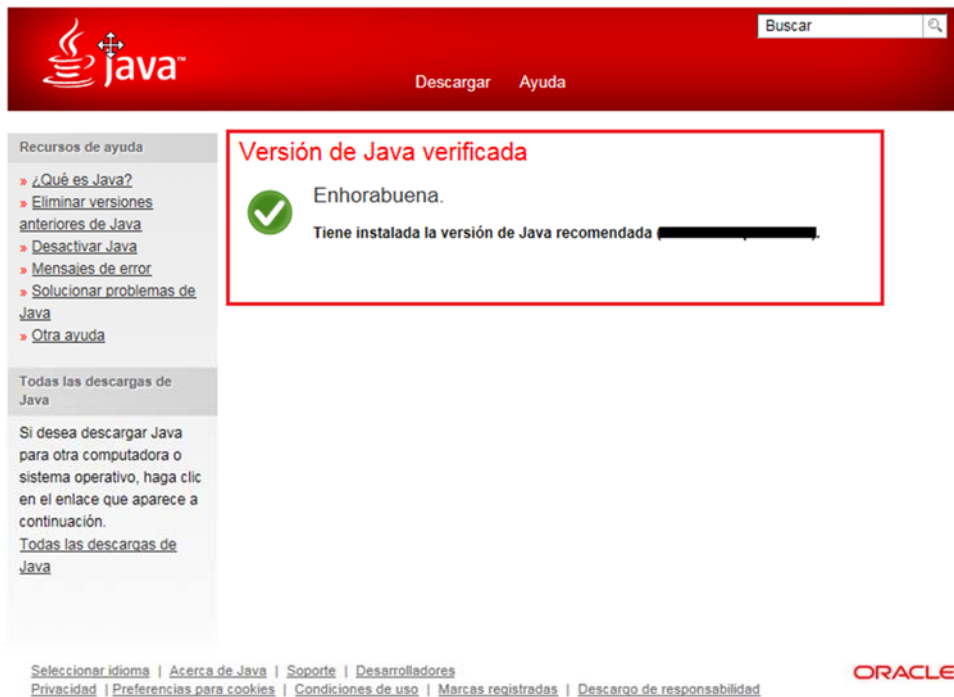 Buscar
Java™
Descargar Ayuda
Recursos de ayuda
» ¿Qué es Java?
» Eliminar versiones
anteriores de Java
» Desactivar Java
» Mensajes de error
» Solucionar problemas de
Java
» Otra ayuda
Todas las descargas de
Java
Si desea descargar Java
para otra computadora o
sistema operativo, haga clic
en el enlace que aparece a
continuación.
Todas las descargas de
Java
Versión de Java verificada
Enhorabuena.
Tiene instalada la versión de Java recomendada (
Seleccionar idioma | Acerca de Java | Soporte | Desarrolladores
Privacidad | Preferencias para cookies | Condiciones de uso | Marcas registradas | Descargo de responsabilidad
ORACLE